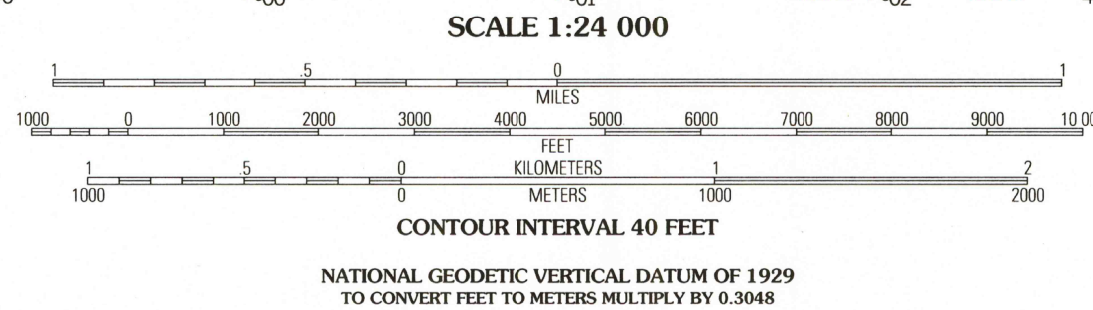 SCALE 1:24 000
1 .5 0 1
MILES
1000 0 1000 2000 3000 4000 5000 6000 7000 8000 9000 10 00
FEET
1 .5 0 KILOMETERS 1 2
1000 0 METERS 1000 2000
CONTOUR INTERVAL 40 FEET
NATIONAL GEODETIC VERTICAL DATUM OF 1929
TO CONVERT FEET TO METERS MULTIPLY BY 0.3048